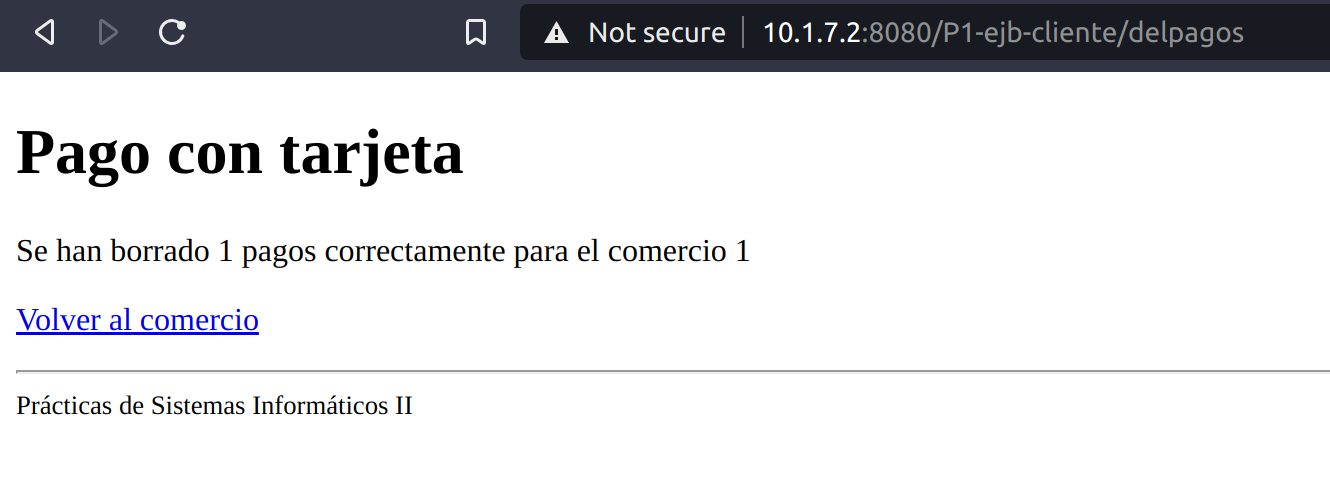 Not secure 10.1.7.2:8080/P1-ejb-cliente/delpagos
Pago con tarjeta
Se han borrado 1 pagos correctamente para el comercio 1
Volver al comercio
Prácticas de Sistemas Informáticos II